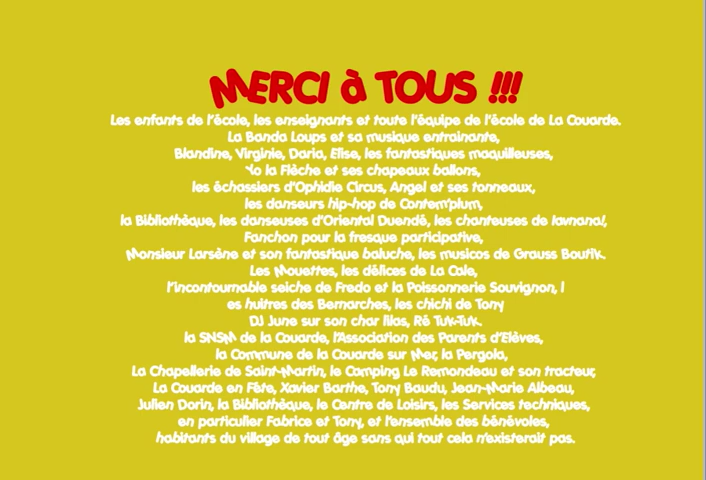 MERCI à TOUS !!!
Les enfants de l'école, les enseignants et toute l'équipe de l'école de La Couarde.
La Banda Loups et sa musique entrainante,
Blandine, Virginie, Daria, Elise, les fantastiques maquilleuses,
Yo la Flèche et ses chapeaux ballons,
les échassiers d'Ophidie Circus, Angel et ses tonneaux,
les danseurs hip-hop de Contem'plum,
la Bibliothèque, les danseuses d'Oriental Duendé, les chanteuses de Iavnana!,
Fanchon pour la fresque participative,
Monsieur Larsène et son fantastique baluche, les musicos de Grauss Boutik.
Les Mouettes, les délices de La Cale,
l'incontournable seiche de Fredo et la Poissonnerie Souvignon, l
es huitres des Bernarches, les chichi de Tony
DJ June sur son char lilas, Ré Tuk-Tuk.
la SNSM de la Couarde, l'Association des Parents d'Elèves,
la Commune de la Couarde sur Mer, la Pergola,
La Chapellerie de Saint-Martin, le Camping Le Remondeau et son tracteur,
La Couarde en Fête, Xavier Barthe, Tony Baudu, Jean-Marie Albeau,
Julien Dorin, la Bibliothèque, le Centre de Loisirs, les Services techniques,
en particulier Fabrice et Tony, et l'ensemble des bénévoles,
habitants du village de tout âge sans qui tout cela n'existerait pas.